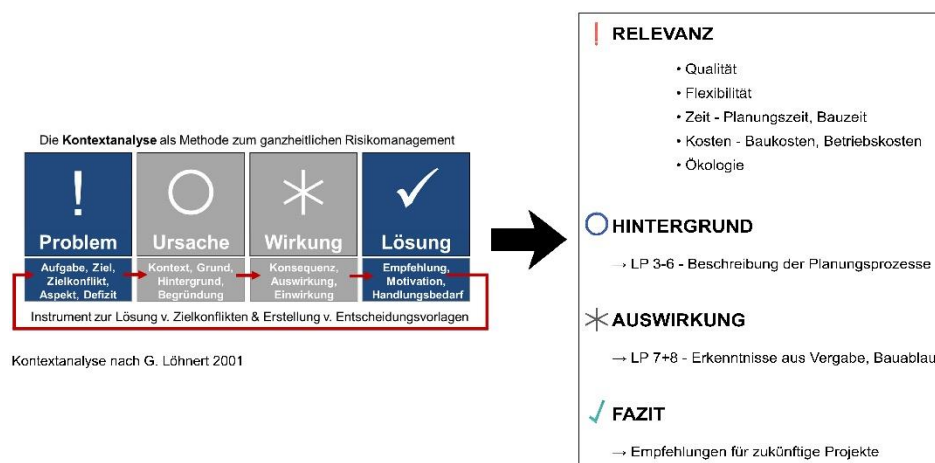 Die Kontextanalyse als Methode zum ganzheitlichen Risikomanagement
!
Problem
Aufgabe, Ziel,
Zielkonflikt,
Aspekt, Defizit
Ursache
Kontext, Grund,
Hintergrund,
Begründung
Wirkung
Konsequenz,
Auswirkung,
Einwirkung
Lösung
Empfehlung,
Motivation,
Handlungsbedarf
Instrument zur Lösung v. Zielkonflikten & Erstellung v. Entscheidungsvorlagen
Kontextanalyse nach G. Löhnert 2001
! RELEVANZ
• Qualität
• Flexibilität
• Zeit - Planungszeit, Bauzeit
• Kosten - Baukosten, Betriebskosten
• Ökologie
HINTERGRUND
→ LP 3-6 - Beschreibung der Planungsprozesse
AUSWIRKUNG
→ LP 7+8 - Erkenntnisse aus Vergabe, Bauablau
FAZIT
→ Empfehlungen für zukünftige Projekte